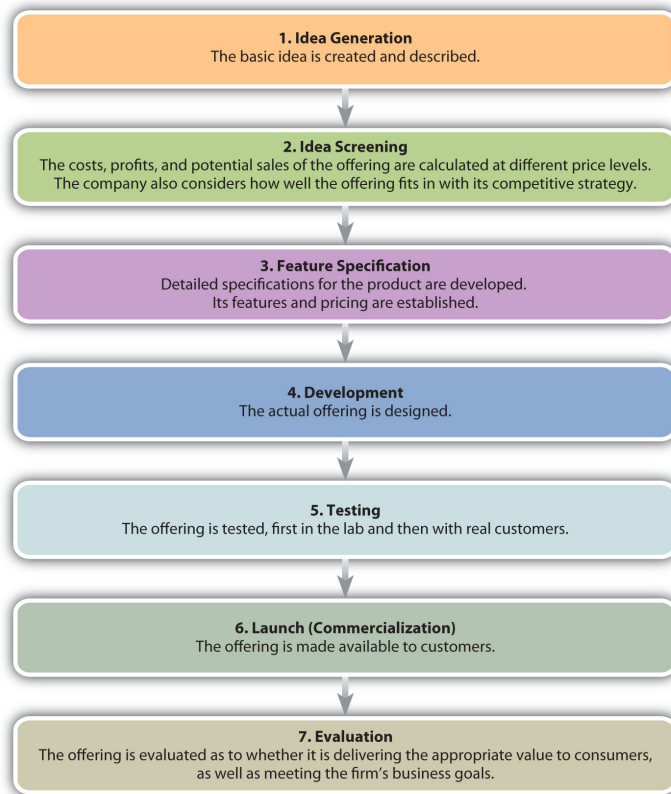 1. Idea Generation
The basic idea is created and described.
2. Idea Screening
The costs, profits, and potential sales of the offering are calculated at different price levels.
The company also considers how well the offering fits in with its competitive strategy.
3. Feature Specification
Detailed specifications for the product are developed.
Its features and pricing are established.
4. Development
The actual offering is designed.
5. Testing
The offering is tested, first in the lab and then with real customers.
6. Launch (Commercialization)
The offering is made available to customers.
7. Evaluation
The offering is evaluated as to whether it is delivering the appropriate value to consumers,
as well as meeting the firm’s business goals.